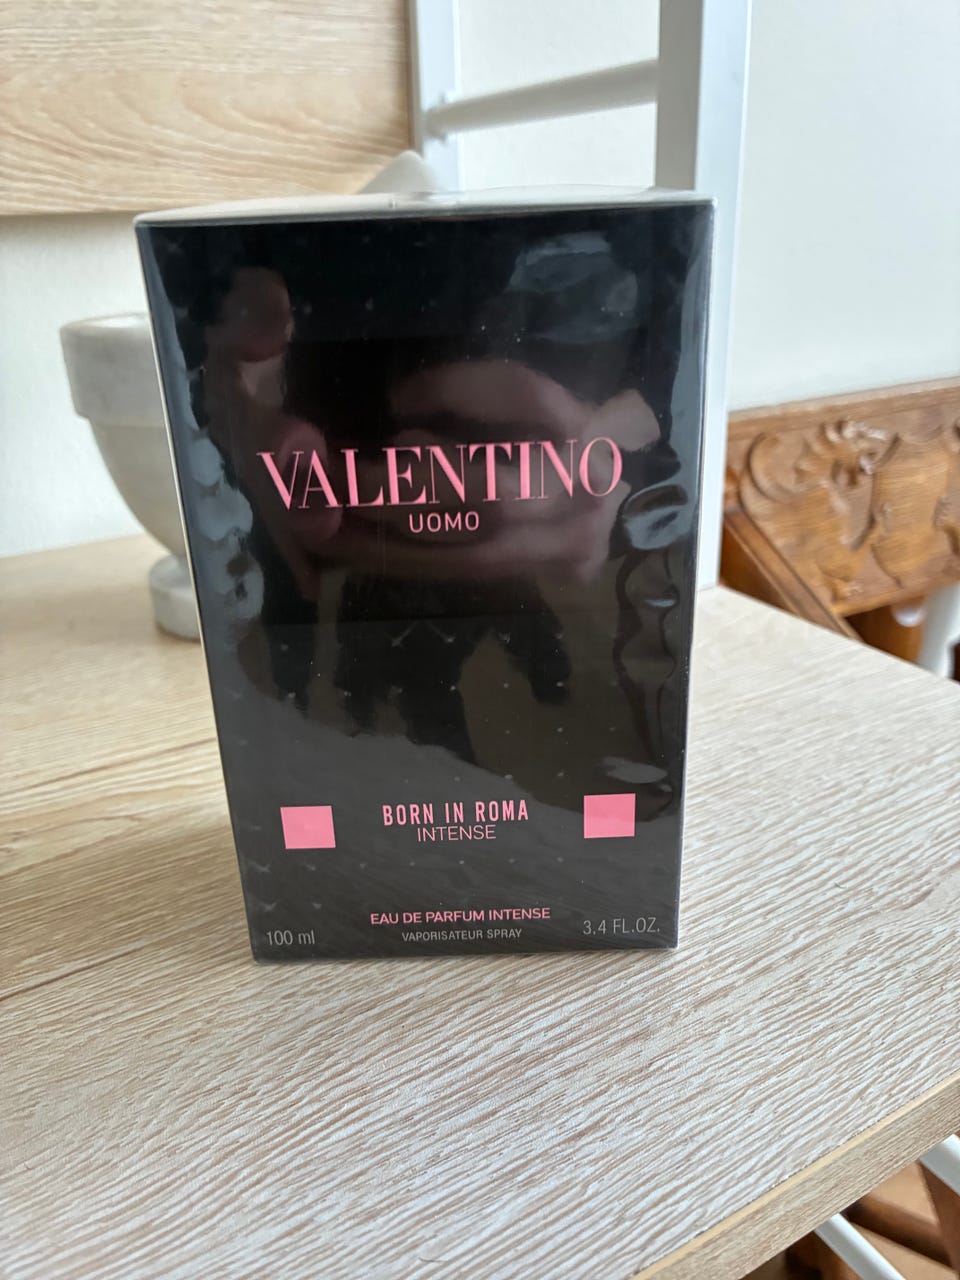 VALENTINO
UOMO
BORN IN ROMA
INTENSE
EAU DE PARFUM INTENSE
100 ml VAPORISATEUR SPRAY 3.4 FL.OZ.